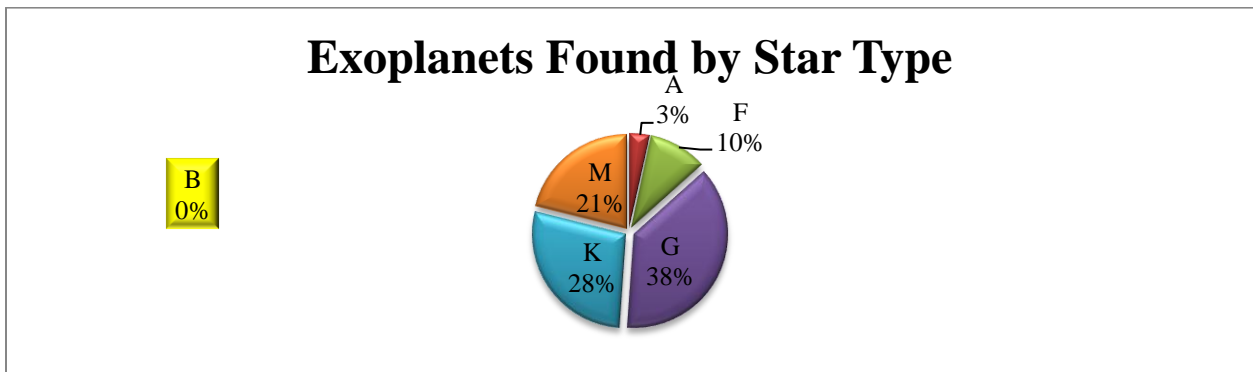 Exoplanets Found by Star Type
A
3%
F
10%
B
0%
M
21%
G
38%
K
28%